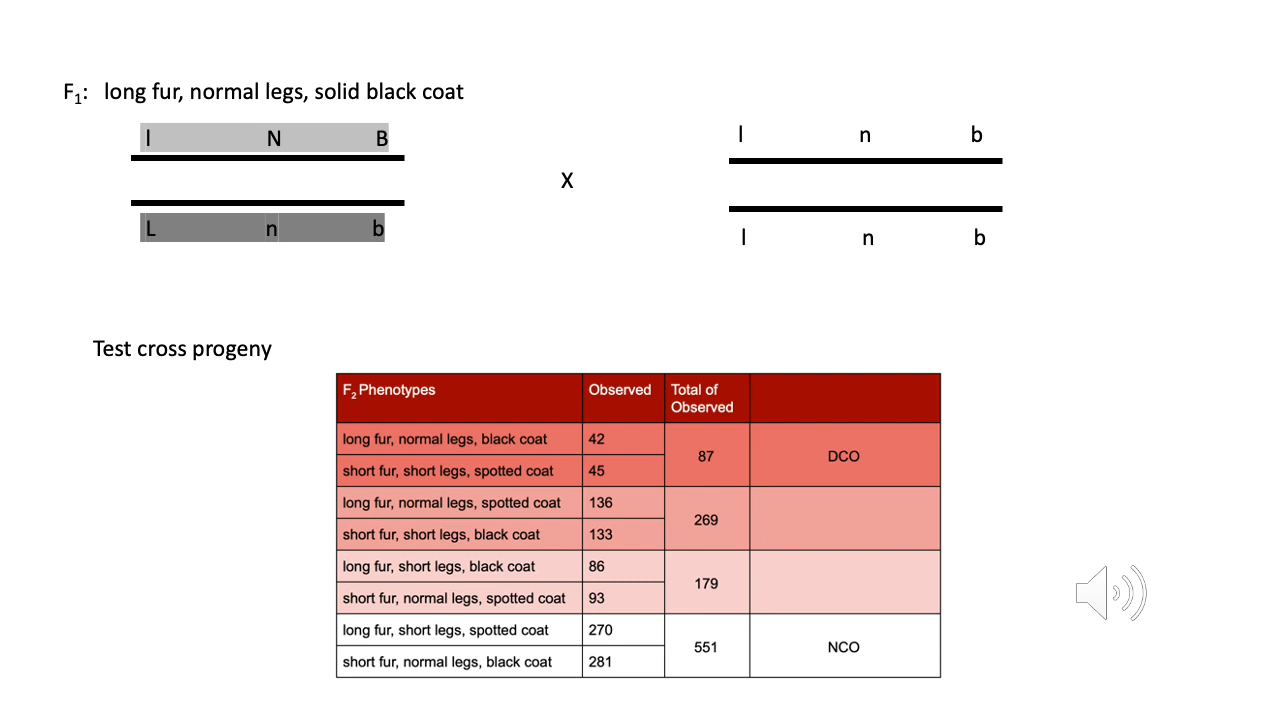 F1: long fur, normal legs, solid black coat
l N B
l n b
X
L n b
l n b
Test cross progeny
F2 Phenotypes Observed Total of Observed
long fur, normal legs, black coat 42
87 DCO
short fur, short legs, spotted coat 45
long fur, normal legs, spotted coat 136
269
short fur, short legs, black coat 133
long fur, short legs, black coat 86
179
short fur, normal legs, spotted coat 93
long fur, short legs, spotted coat 270
551 NCO
short fur, normal legs, black coat 281